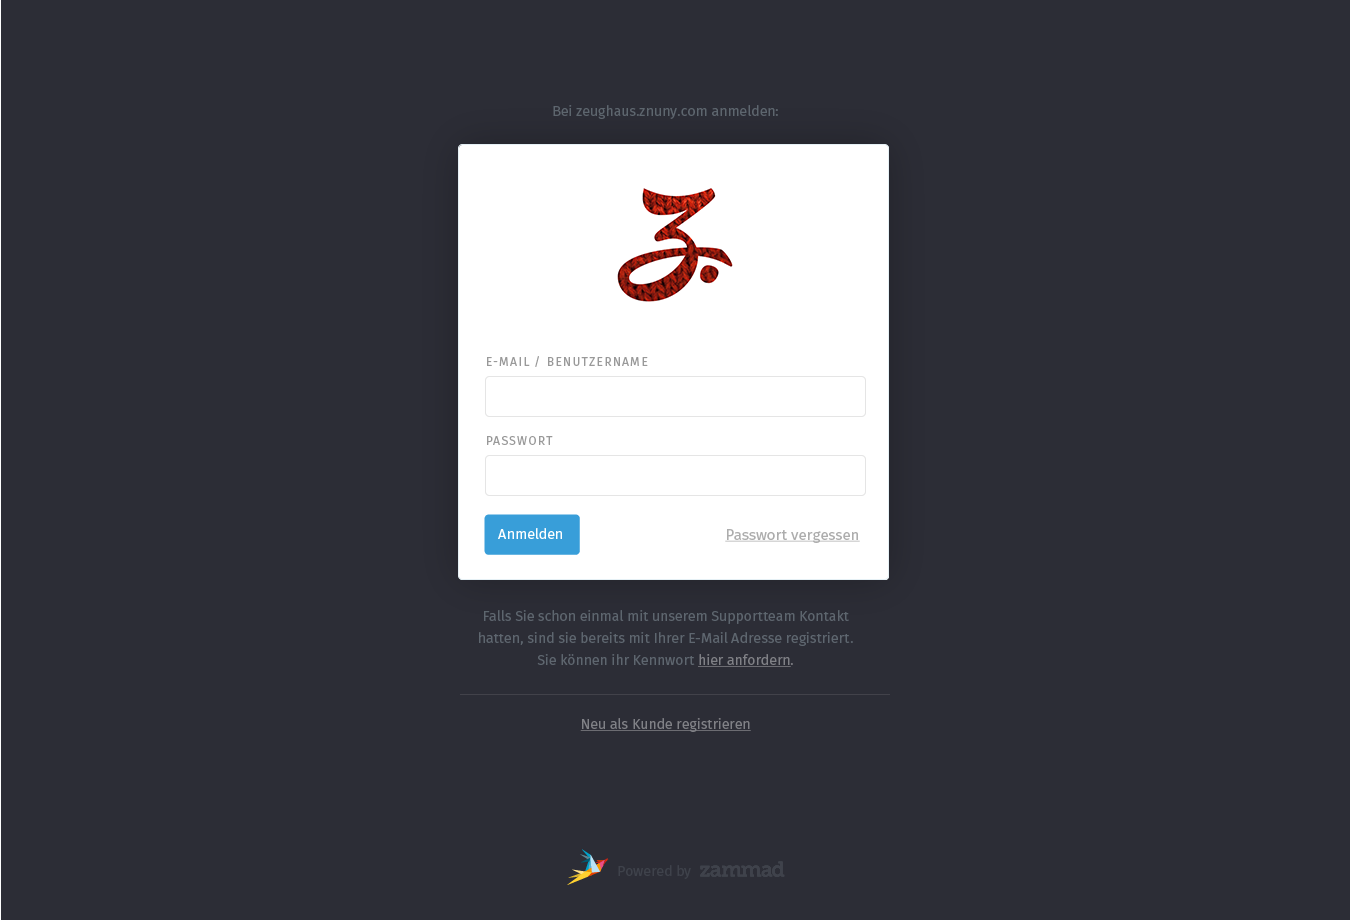 Bei zeughaus.znuny.com anmelden:
Z.
E-MAIL / BENUTZERNAME
PASSWORT
Anmelden Passwort vergessen
Falls Sie schon einmal mit unserem Supportteam Kontakt
hatten, sind sie bereits mit Ihrer E-Mail Adresse registriert.
Sie können ihr Kennwort hier anfordern.
Neu als Kunde registrieren
Powered by zammad